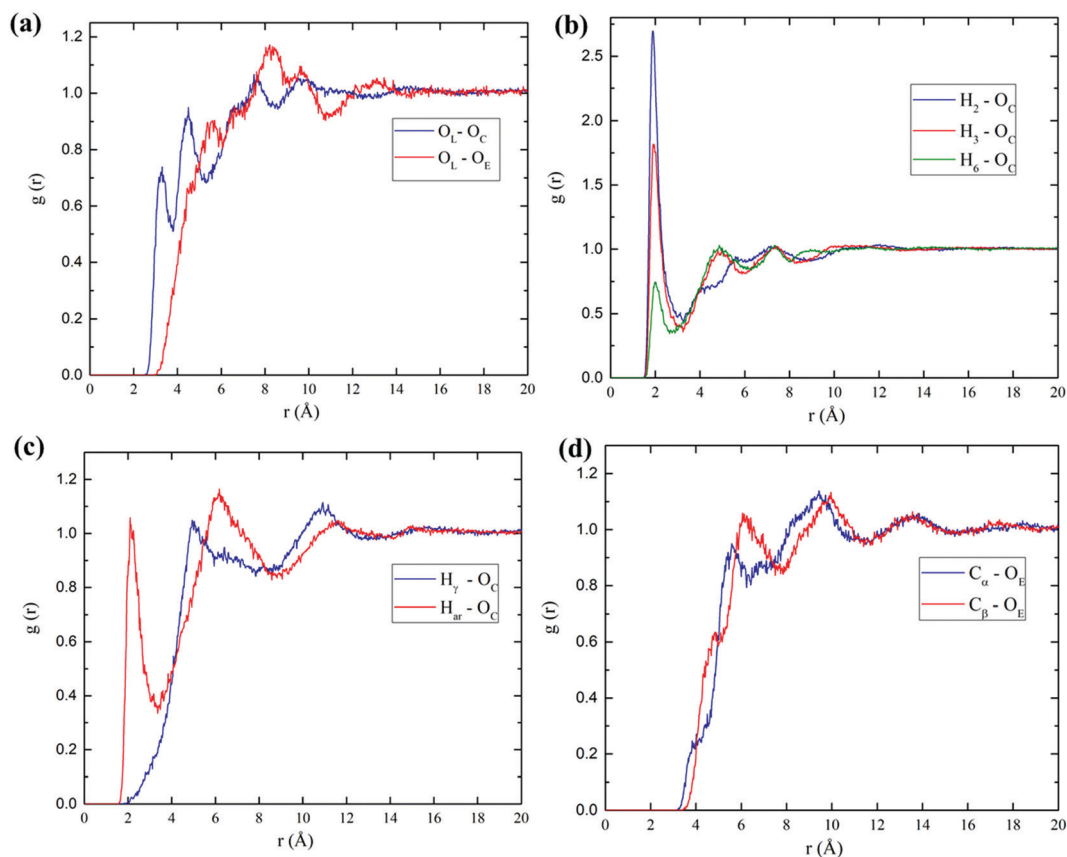 (a)
1.2
1.0
0.8
0.6
0.4
0.2
0.0
g (r)
0 2 4 6 8 10 12 14 16 18 20
r (Å)
O_L - O_C
O_L - O_E
(b)
2.5
2.0
1.5
1.0
0.5
0.0
g (r)
0 2 4 6 8 10 12 14 16 18 20
r (Å)
H_2 - O_C
H_3 - O_C
H_6 - O_C
(c)
1.2
1.0
0.8
0.6
0.4
0.2
0.0
g (r)
0 2 4 6 8 10 12 14 16 18 20
r (Å)
H_γ - O_C
H_ar - O_C
(d)
1.2
1.0
0.8
0.6
0.4
0.2
0.0
g (r)
0 2 4 6 8 10 12 14 16 18 20
r (Å)
C_α - O_E
C_β - O_E